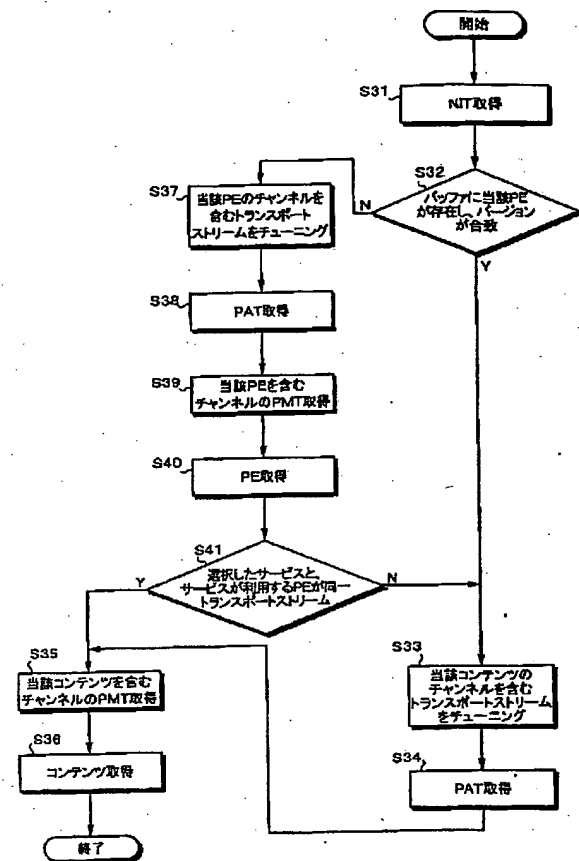 開始
S31
NIT取得
S32
バッファに当該PE
が存在し、バージョン
が合致
N
Y
S37
当該PEのチャンネルを
含むトランスポート
ストリームをチューニング
S38
PAT取得
S39
当該PEを含む
チャンネルのPMT取得
S40
PE取得
S41
選択したサービスと、
サービスが利用するPEが同一
トランスポートストリーム
Y
N
S33
当該コンテンツの
チャンネルを含む
トランスポートストリーム
をチューニング
S34
PAT取得
S35
当該コンテンツを含む
チャンネルのPMT取得
S36
コンテンツ取得
終了